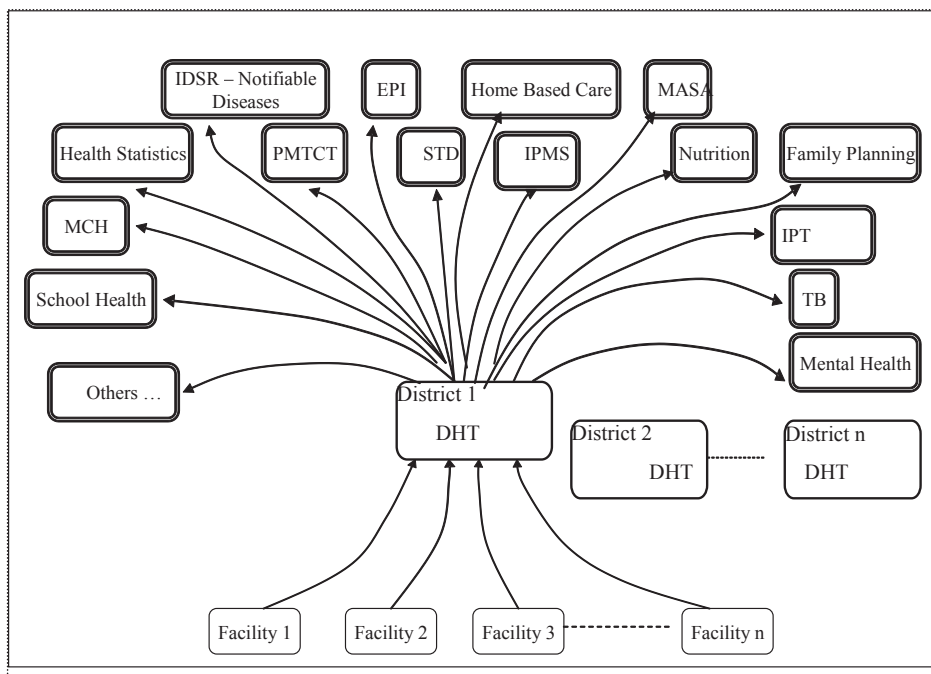 IDSR – Notifiable
Diseases
EPI
Home Based Care
MASA
Health Statistics
PMTCT
STD
IPMS
Nutrition
Family Planning
MCH
IPT
School Health
TB
Mental Health
Others …
District 1
DHT
District 2
DHT
District n
DHT
Facility 1
Facility 2
Facility 3
Facility n